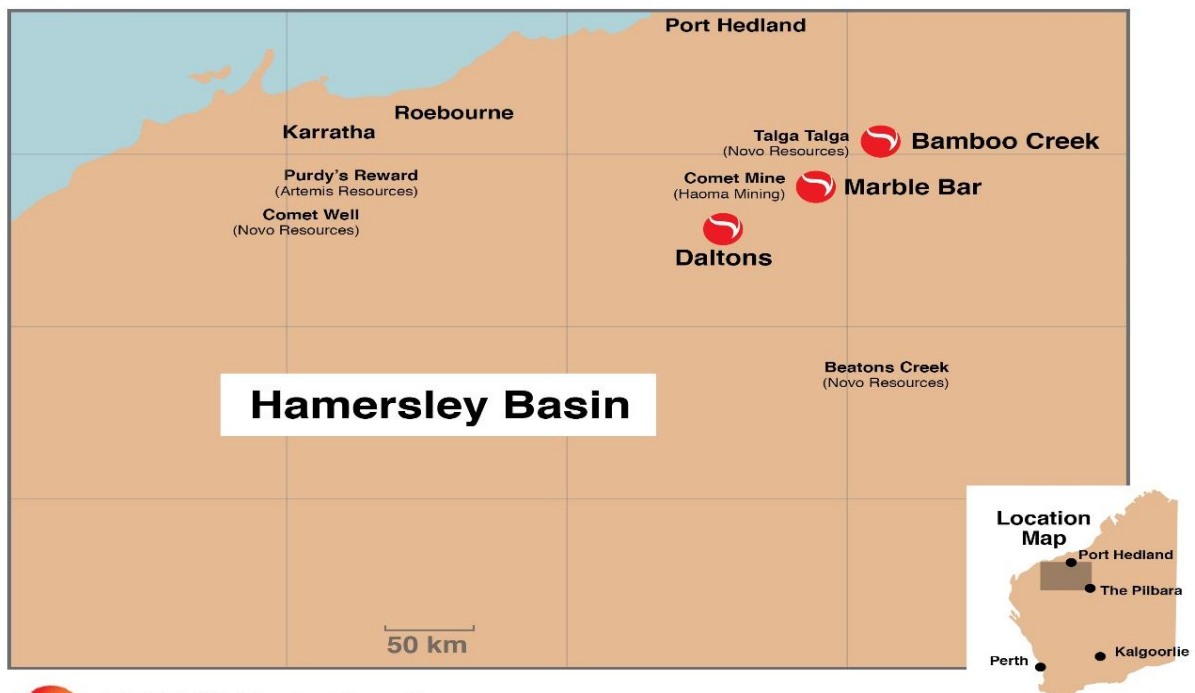 Port Hedland
Roebourne
Karratha
Talga Talga
(Novo Resources)
Bamboo Creek
Purdy's Reward
(Artemis Resources)
Comet Mine
(Haoma Mining)
Marble Bar
Comet Well
(Novo Resources)
Daltons
Beatons Creek
(Novo Resources)
Hamersley Basin
50 km
Location
Map
Port Hedland
The Pilbara
Kalgoorlie
Perth